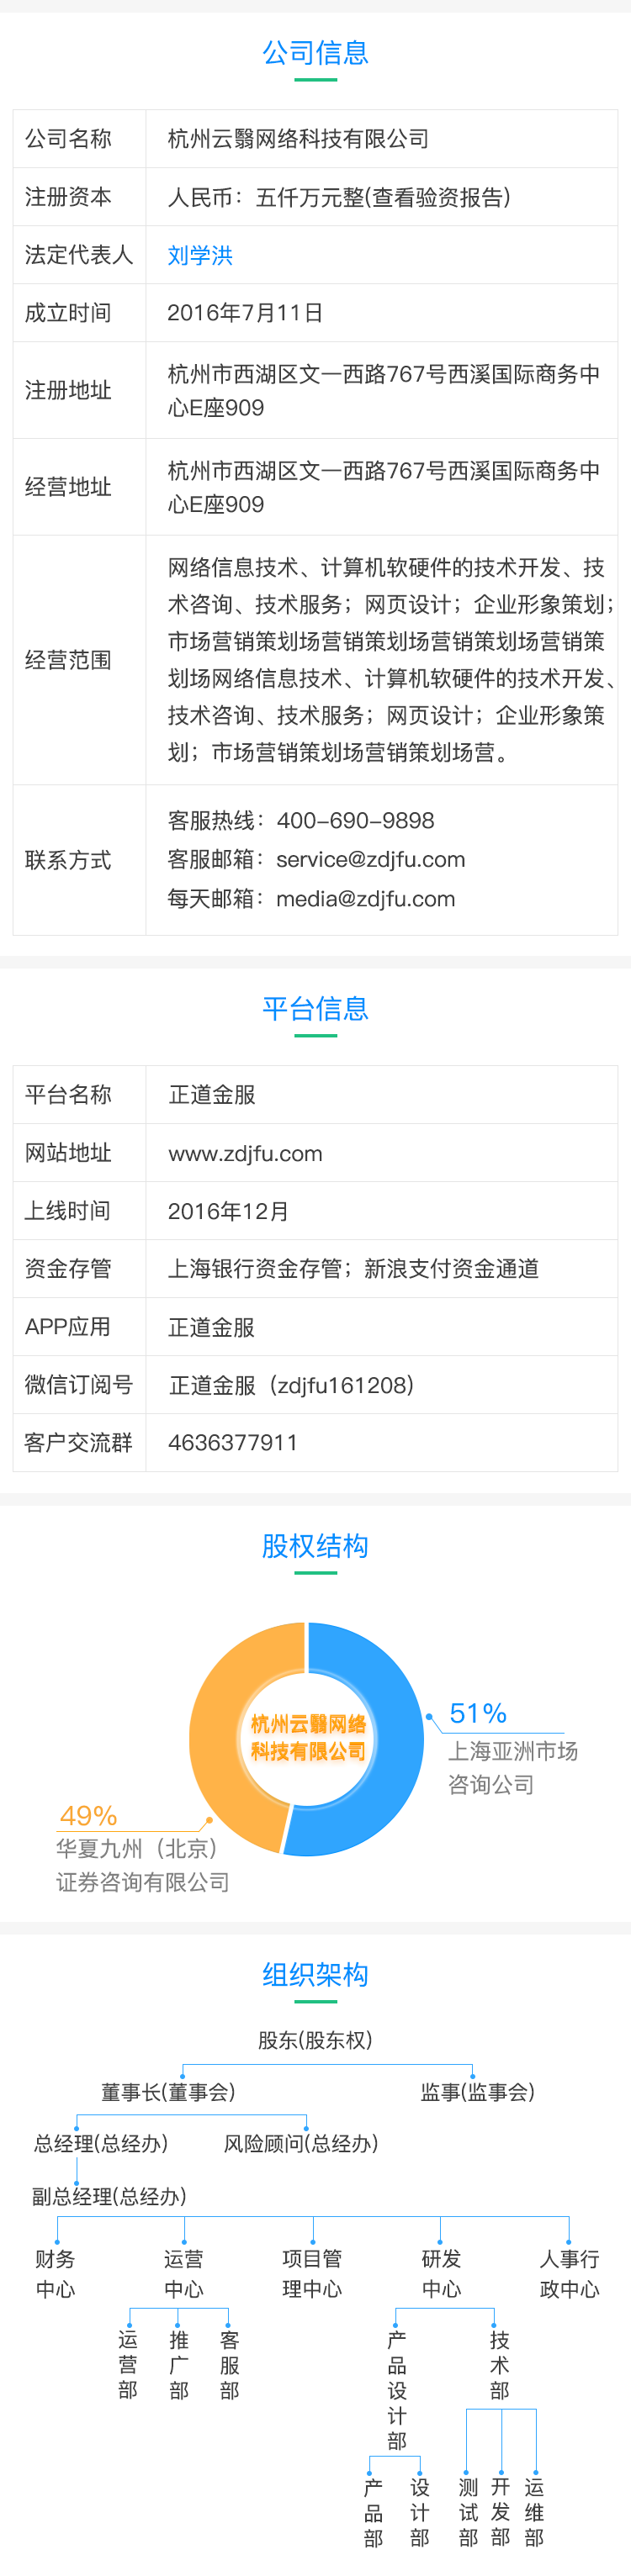 公司信息
公司名称
杭州云翳网络科技有限公司
注册资本
人民币：五仟万元整(查看验资报告)
法定代表人
刘学洪
成立时间
2016年7月11日
注册地址
杭州市西湖区文一西路767号西溪国际商务中
心E座909
经营地址
杭州市西湖区文一西路767号西溪国际商务中
心E座909
经营范围
网络信息技术、计算机软硬件的技术开发、技
术咨询、技术服务；网页设计；企业形象策划；
市场营销策划场营销策划场营销策划场营销策
划场网络信息技术、计算机软硬件的技术开发、
技术咨询、技术服务；网页设计；企业形象策
划；市场营销策划场营销策划场营。
联系方式
客服热线：400-690-9898
客服邮箱：service@zdjfu.com
每天邮箱：media@zdjfu.com
平台信息
平台名称
正道金服
网站地址
www.zdjfu.com
上线时间
2016年12月
资金存管
上海银行资金存管；新浪支付资金通道
APP应用
正道金服
微信订阅号
正道金服（zdjfu161208）
客户交流群
4636377911
股权结构
杭州云翳网络
科技有限公司
51%
上海亚洲市场
咨询公司
49%
华夏九州（北京）
证券咨询有限公司
组织架构
股东(股东权)
董事长(董事会)
监事(监事会)
总经理(总经办)
风险顾问(总经办)
副总经理(总经办)
财务
中心
运营
中心
项目管
理中心
研发
中心
人事行
政中心
运营部
推广部
客服部
产品设计部
技术部
产品部
设计部
测试部
开发部
运维部